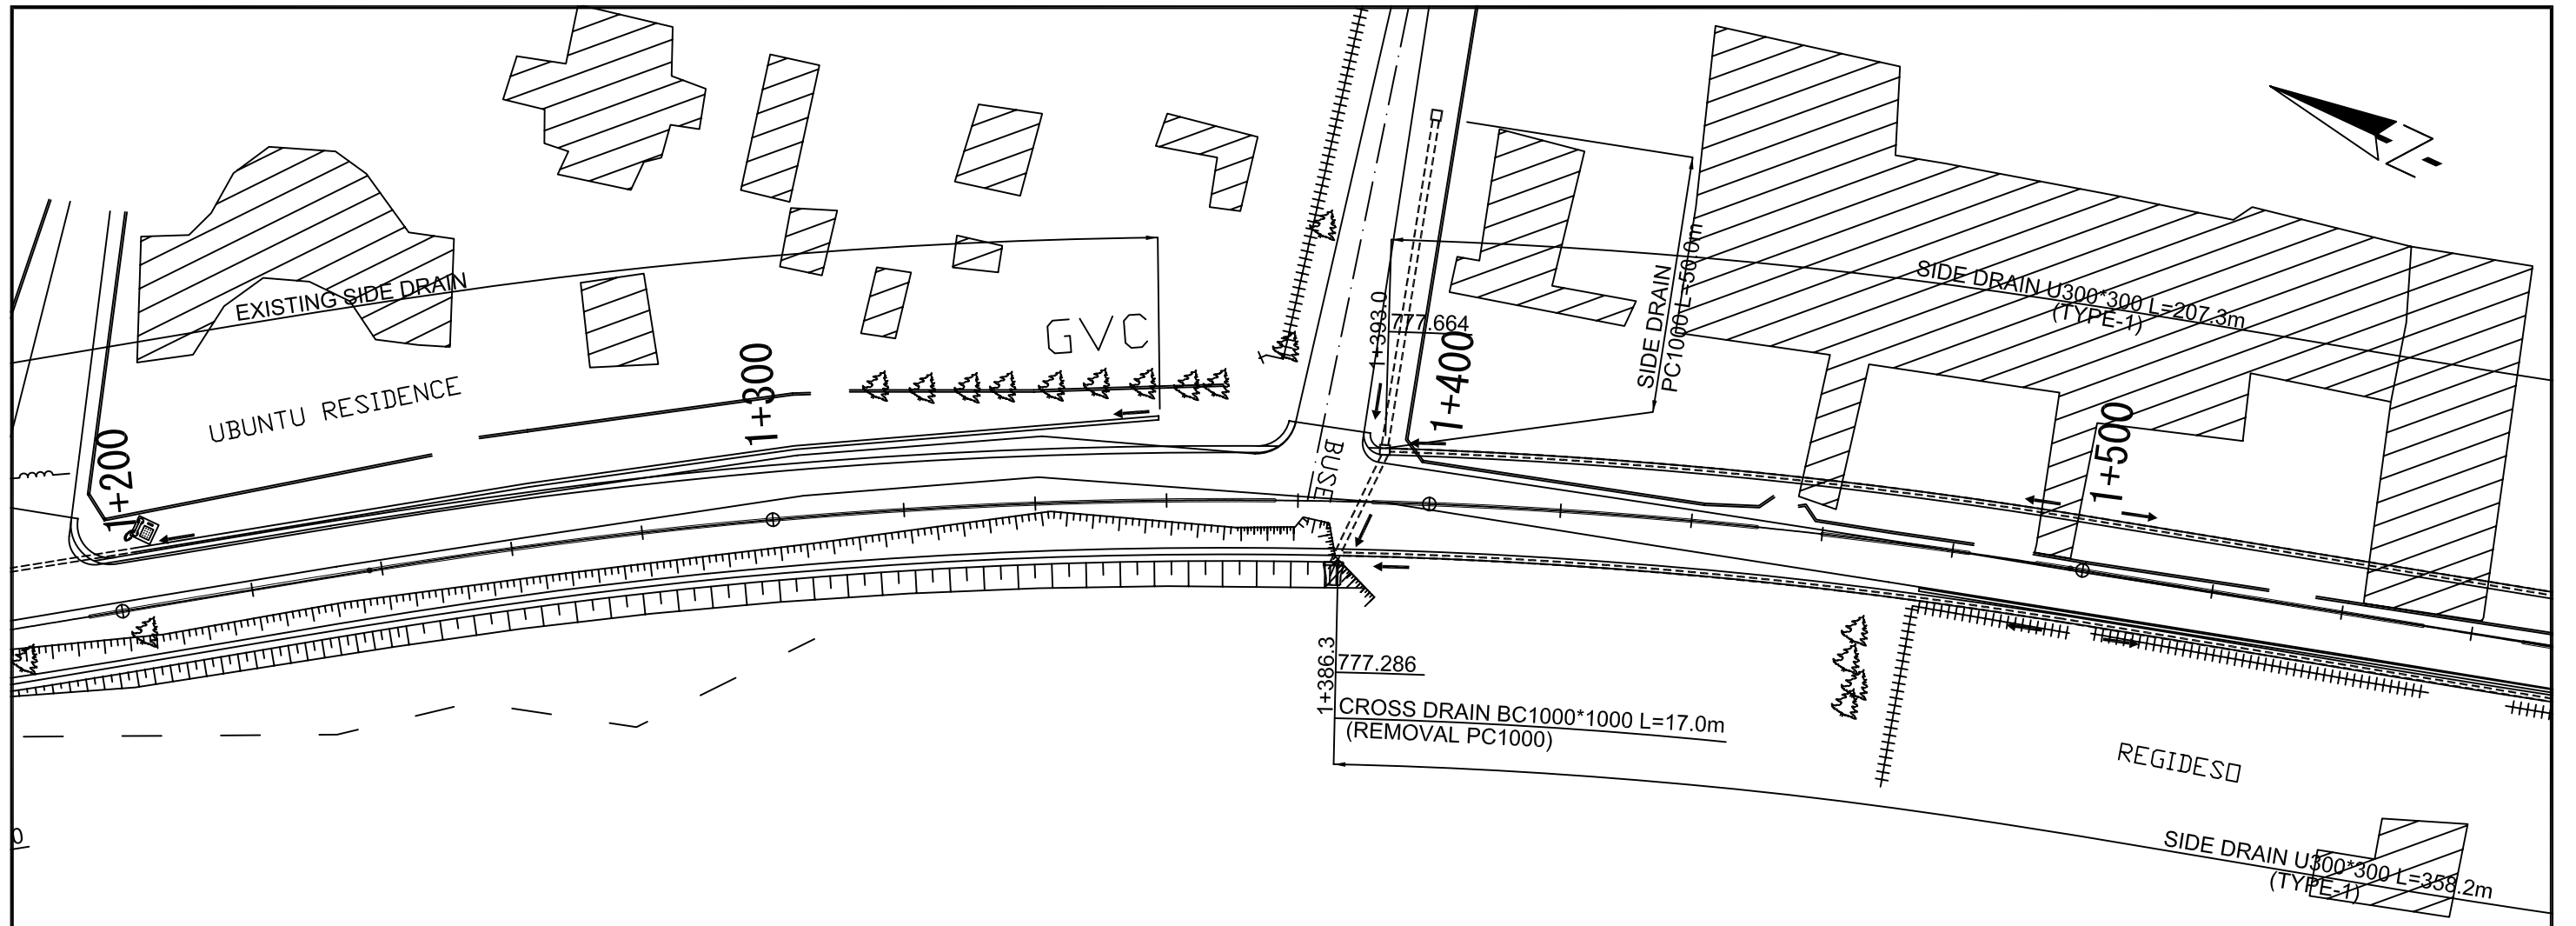 EXISTING SIDE DRAIN
UBUNTU RESIDENCE
1+200
1+300
GVC
BUSE
1+393.0
777.664
1+400
SIDE DRAIN
PC1000 L=50.0m
SIDE DRAIN U300*300 L=207.3m
(TYPE-1)
1+500
1+386.3
777.286
CROSS DRAIN BC1000*1000 L=17.0m
(REMOVAL PC1000)
REGIDESO
SIDE DRAIN U300*300 L=358.2m
(TYPE-1)
0
Z